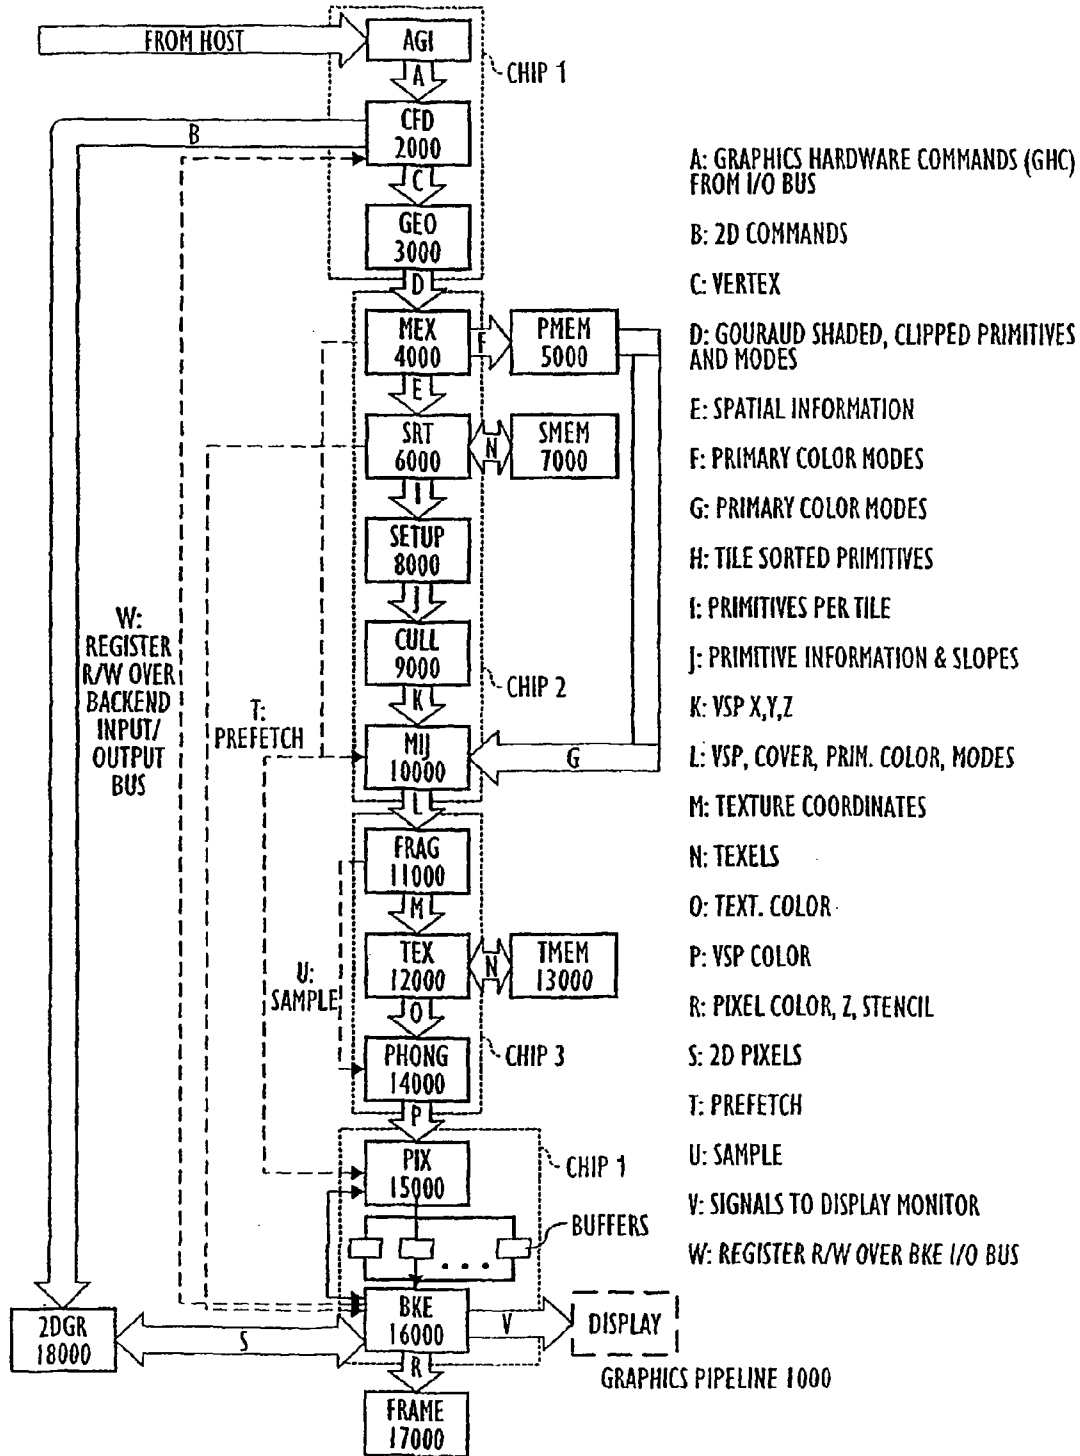 FROM HOST
AGI
A
CHIP 1
CFD
2000
B
C
GEO
3000
D
MEX
4000
F
PMEM
5000
E
SRT
6000
N
SMEM
7000
I
SETUP
8000
J
CULL
9000
CHIP 2
K
MIJ
10000
G
L
W:
REGISTER
R/W OVER
BACKEND
INPUT/
OUTPUT
BUS
T:
PREFETCH
FRAG
11000
M
TEX
12000
N
TMEM
13000
O
U:
SAMPLE
PHONG
14000
CHIP 3
P
PIX
15000
CHIP 1
BUFFERS
BKE
16000
V
DISPLAY
2DGR
18000
S
R
FRAME
17000
GRAPHICS PIPELINE 1000
A: GRAPHICS HARDWARE COMMANDS (GHC)
FROM I/O BUS
B: 2D COMMANDS
C: VERTEX
D: GOURAUD SHADED, CLIPPED PRIMITIVES
AND MODES
E: SPATIAL INFORMATION
F: PRIMARY COLOR MODES
G: PRIMARY COLOR MODES
H: TILE SORTED PRIMITIVES
I: PRIMITIVES PER TILE
J: PRIMITIVE INFORMATION & SLOPES
K: VSP X,Y,Z
L: VSP, COVER, PRIM. COLOR, MODES
M: TEXTURE COORDINATES
N: TEXELS
O: TEXT. COLOR
P: VSP COLOR
R: PIXEL COLOR, Z, STENCIL
S: 2D PIXELS
T: PREFETCH
U: SAMPLE
V: SIGNALS TO DISPLAY MONITOR
W: REGISTER R/W OVER BKE I/O BUS